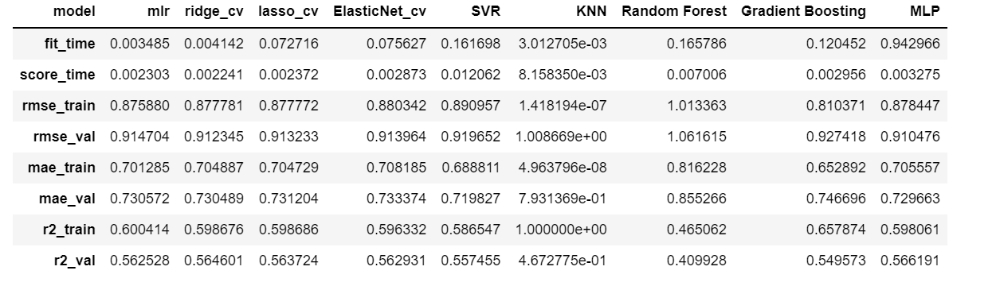 model mlr ridge_cv lasso_cv ElasticNet_cv SVR KNN Random Forest Gradient Boosting MLP
fit_time 0.003485 0.004142 0.072716 0.075627 0.161698 3.012705e-03 0.165786 0.120452 0.942966
score_time 0.002303 0.002241 0.002372 0.002873 0.012062 8.158350e-03 0.007006 0.002956 0.003275
rmse_train 0.875880 0.877781 0.877772 0.880342 0.890957 1.418194e-07 1.013363 0.810371 0.878447
rmse_val 0.914704 0.912345 0.913233 0.913964 0.919652 1.008669e+00 1.061615 0.927418 0.910476
mae_train 0.701285 0.704887 0.704729 0.708185 0.688811 4.963796e-08 0.816228 0.652892 0.705557
mae_val 0.730572 0.730489 0.731204 0.733374 0.719827 7.931369e-01 0.855266 0.746696 0.729663
r2_train 0.600414 0.598676 0.598686 0.596332 0.586547 1.000000e+00 0.465062 0.657874 0.598061
r2_val 0.562528 0.564601 0.563724 0.562931 0.557455 4.672775e-01 0.409928 0.549573 0.566191